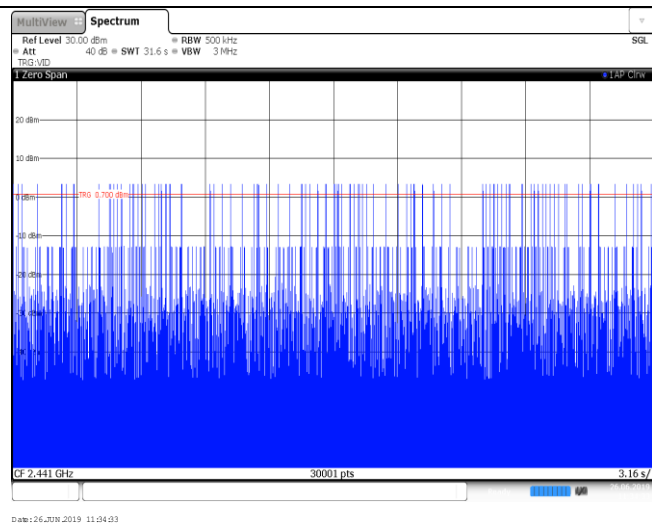 MultiView Spectrum
Ref Level 30.00 dBm RBW 500 kHz SGL
Att 40 dB SWT 31.6 s VBW 3 MHz
TRG:VID
1 Zero Span 1AP Clrw
20 dBm
10 dBm
TRG 0.700 dBm
0 dBm
-10 dBm
-20 dBm
CF 2.441 GHz 30001 pts 3.16 s/
Date: 26.JUN.2019 11:34:33